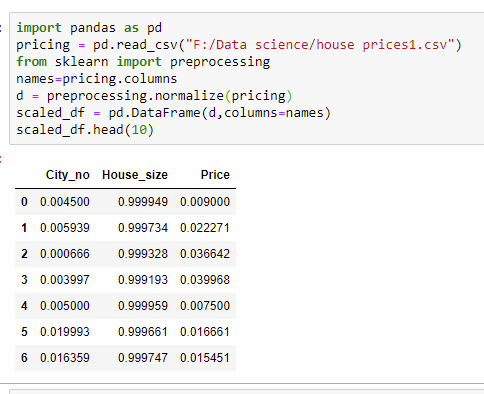 import pandas as pd
pricing = pd.read_csv("F:/Data science/house prices1.csv")
from sklearn import preprocessing
names=pricing.columns
d = preprocessing.normalize(pricing)
scaled_df = pd.DataFrame(d,columns=names)
scaled_df.head(10)
City_no House_size Price
0 0.004500 0.999949 0.009000
1 0.005939 0.999734 0.022271
2 0.000666 0.999328 0.036642
3 0.003997 0.999193 0.039968
4 0.005000 0.999959 0.007500
5 0.019993 0.999661 0.016661
6 0.016359 0.999747 0.015451